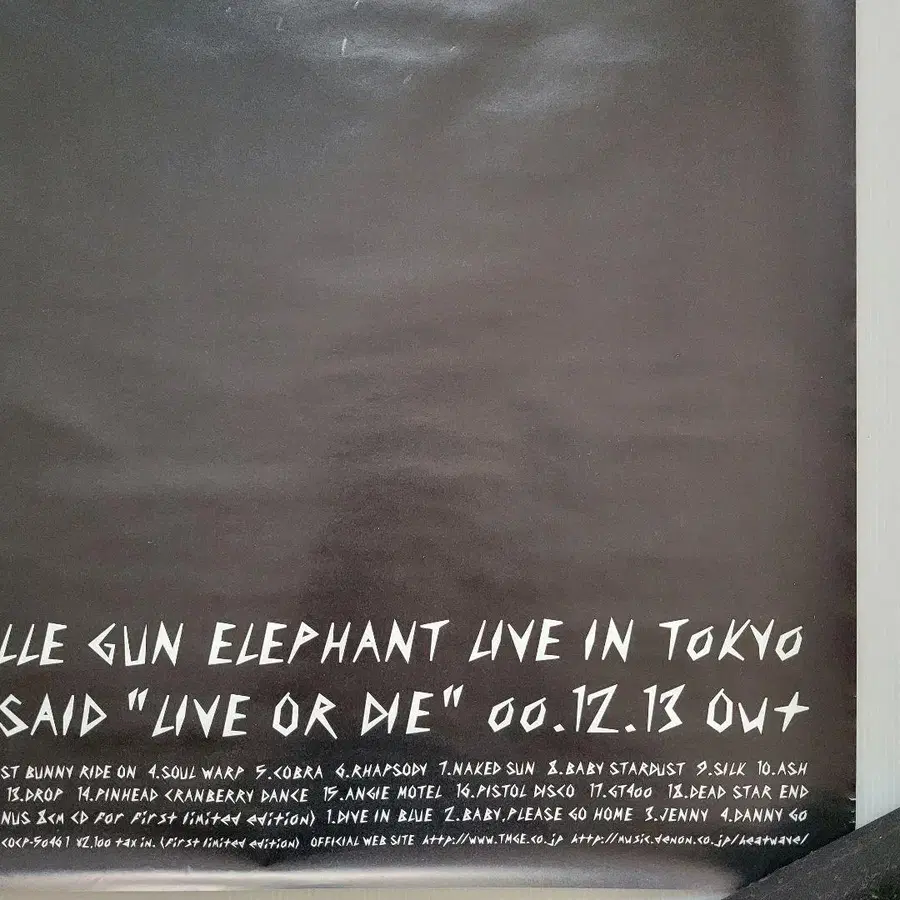 LLE GUN ELEPHANT LIVE IN TOKYO
SAID "LIVE OR DIE" 00.12.13 Out
ST BUNNY RIDE ON 4.SOUL WARP 5.COBRA 6.RHAPSODY 7.NAKED SUN 8.BABY STARDUST 9.SILK 10.ASH
13.DROP 14.PINHEAD CRANBERRY DANCE 15.ANGIE MOTEL 16.PISTOL DISCO 17.GT400 18.DEAD STAR END
NUS 8cm CD for first limited edition) 1.DIVE IN BLUE 2.BABY,PLEASE GO HOME 3.JENNY 4.DANNY GO
COCP-50461 ¥2,100 tax in. (first limited edition) OFFICIAL WEB SITE http://www.TMGE.co.jp http://music.denon.co.jp/heatwave/